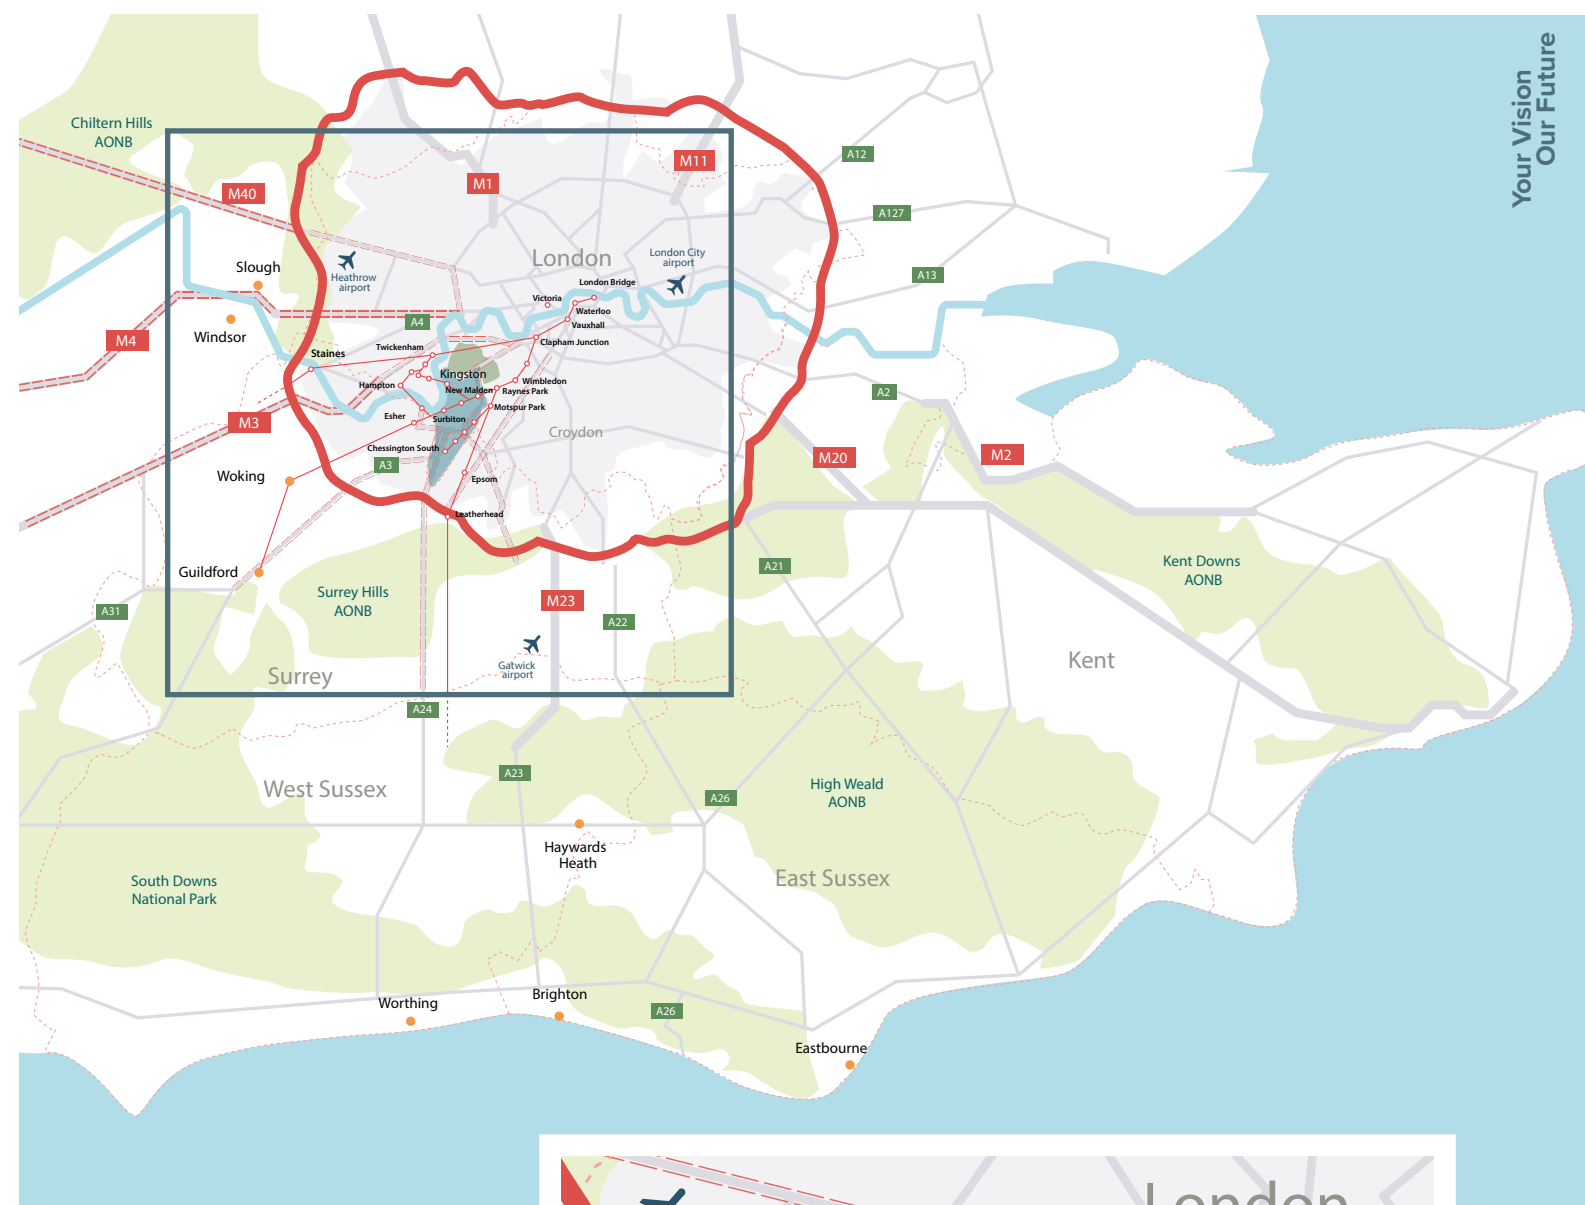 Your Vision
Our Future
Chiltern Hills
AONB
A12
M11
M1
M40
A127
London
London City
airport
Slough
Heathrow
airport
A13
London Bridge
Victoria
Waterloo
Windsor
A4
Vauxhall
M4
Clapham Junction
Twickenham
Staines
Kingston
Wimbledon
Hampton
New Malden
Raynes Park
A2
Motspur Park
Esher
Surbiton
M3
Croydon
Chessington South
M20
M2
A3
Woking
Epsom
Leatherhead
Guildford
A21
Kent Downs
AONB
Surrey Hills
AONB
M23
A31
A22
Gatwick
airport
Kent
Surrey
A24
A23
West Sussex
High Weald
AONB
A26
Haywards
Heath
East Sussex
South Downs
National Park
Brighton
Worthing
A26
Eastbourne
London